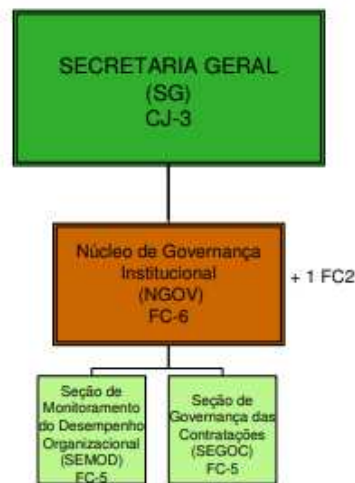 SECRETARIA GERAL
(SG)
CJ-3
Núcleo de Governança
Institucional
(NGOV)
FC-6
+ 1 FC2
Seção de
Monitoramento
do Desempenho
Organizacional
(SEMOD)
FC-5
Seção de
Governança das
Contratações
(SEGOC)
FC-5